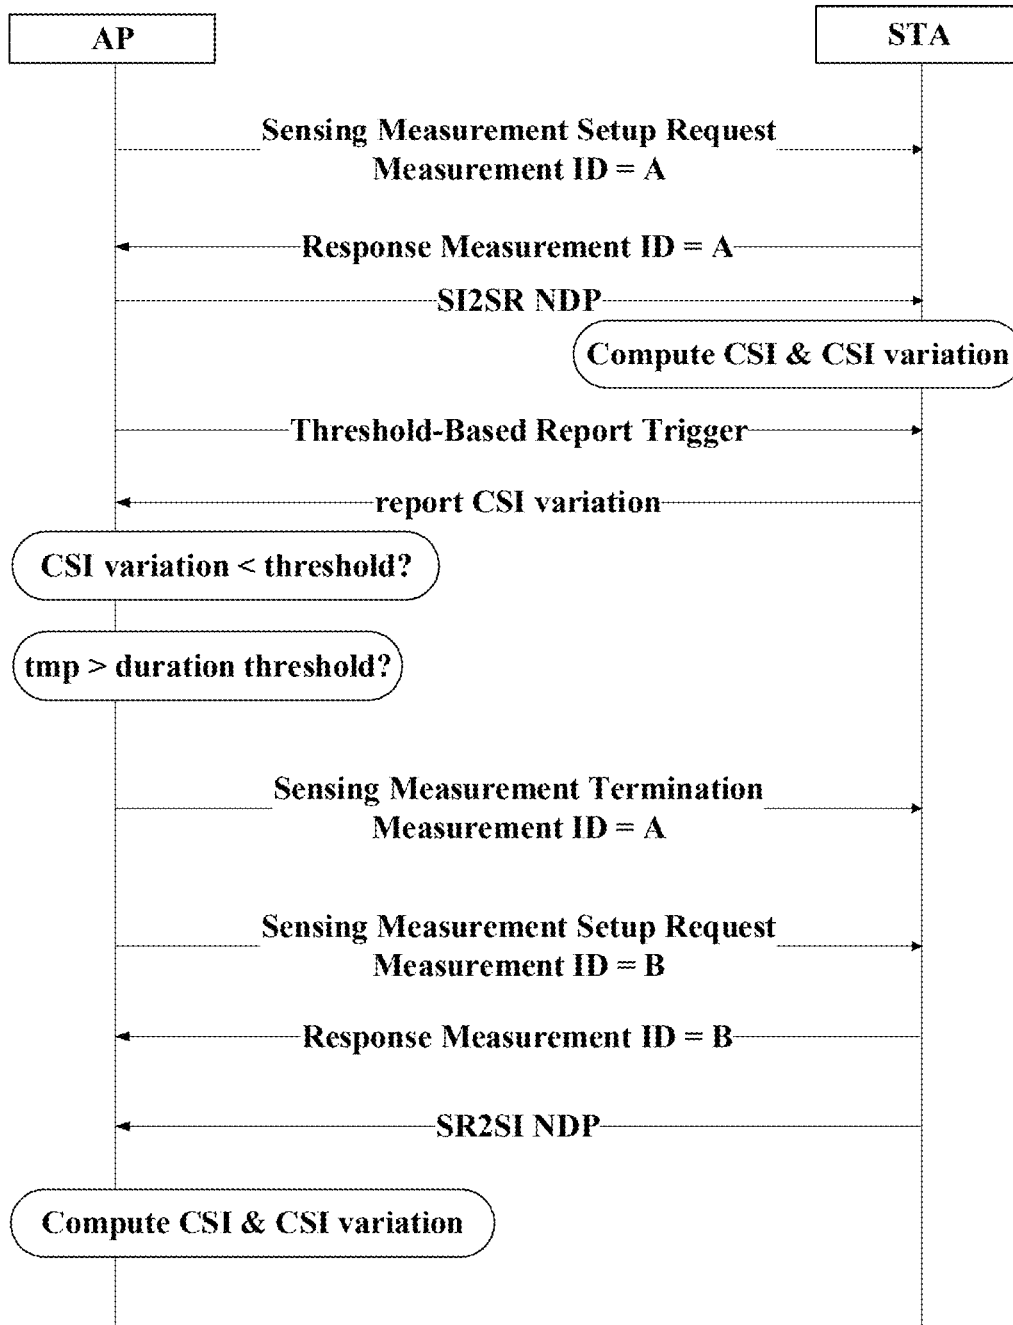 AP
STA
Sensing Measurement Setup Request
Measurement ID = A
Response Measurement ID = A
SI2SR NDP
Compute CSI & CSI variation
Threshold-Based Report Trigger
report CSI variation
CSI variation < threshold?
tmp > duration threshold?
Sensing Measurement Termination
Measurement ID = A
Sensing Measurement Setup Request
Measurement ID = B
Response Measurement ID = B
SR2SI NDP
Compute CSI & CSI variation